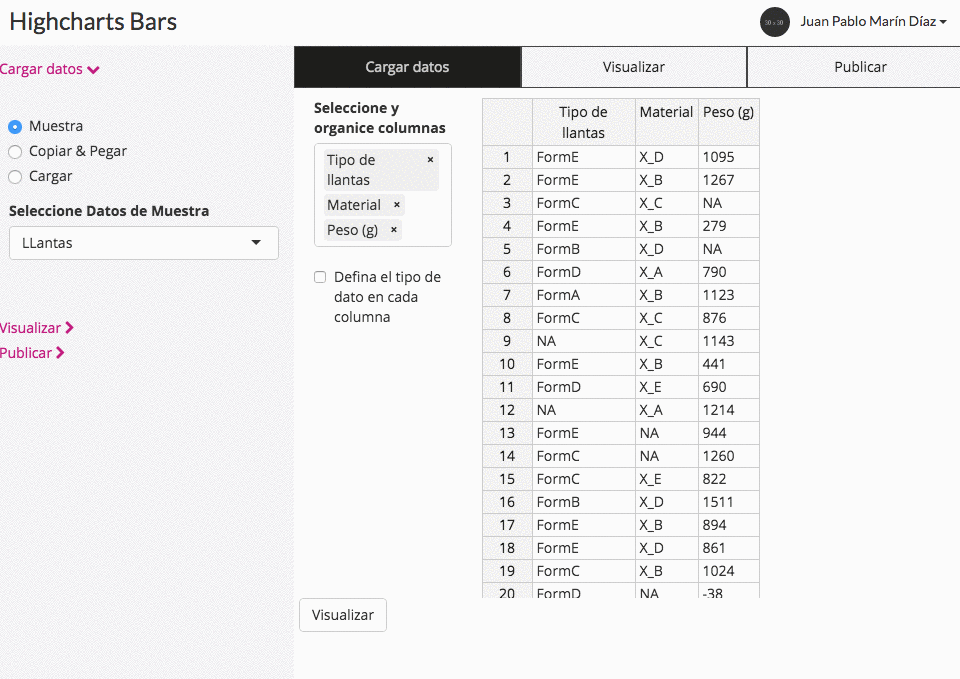 Highcharts Bars
30 x 30
Juan Pablo Marín Díaz
Cargar datos
Muestra
Copiar & Pegar
Cargar
Seleccione Datos de Muestra
LLantas
Visualizar
Publicar
Cargar datos
Visualizar
Publicar
Seleccione y
organice columnas
Tipo de
llantas ×
Material ×
Peso (g) ×
Defina el tipo de
dato en cada
columna
Tipo de
llantas
Material
Peso (g)
1 FormE X_D 1095
2 FormE X_B 1267
3 FormC X_C NA
4 FormE X_B 279
5 FormB X_D NA
6 FormD X_A 790
7 FormA X_B 1123
8 FormC X_C 876
9 NA X_C 1143
10 FormE X_B 441
11 FormD X_E 690
12 NA X_A 1214
13 FormE NA 944
14 FormC NA 1260
15 FormC X_E 822
16 FormB X_D 1511
17 FormE X_B 894
18 FormE X_D 861
19 FormC X_B 1024
20 FormD NA -38
Visualizar